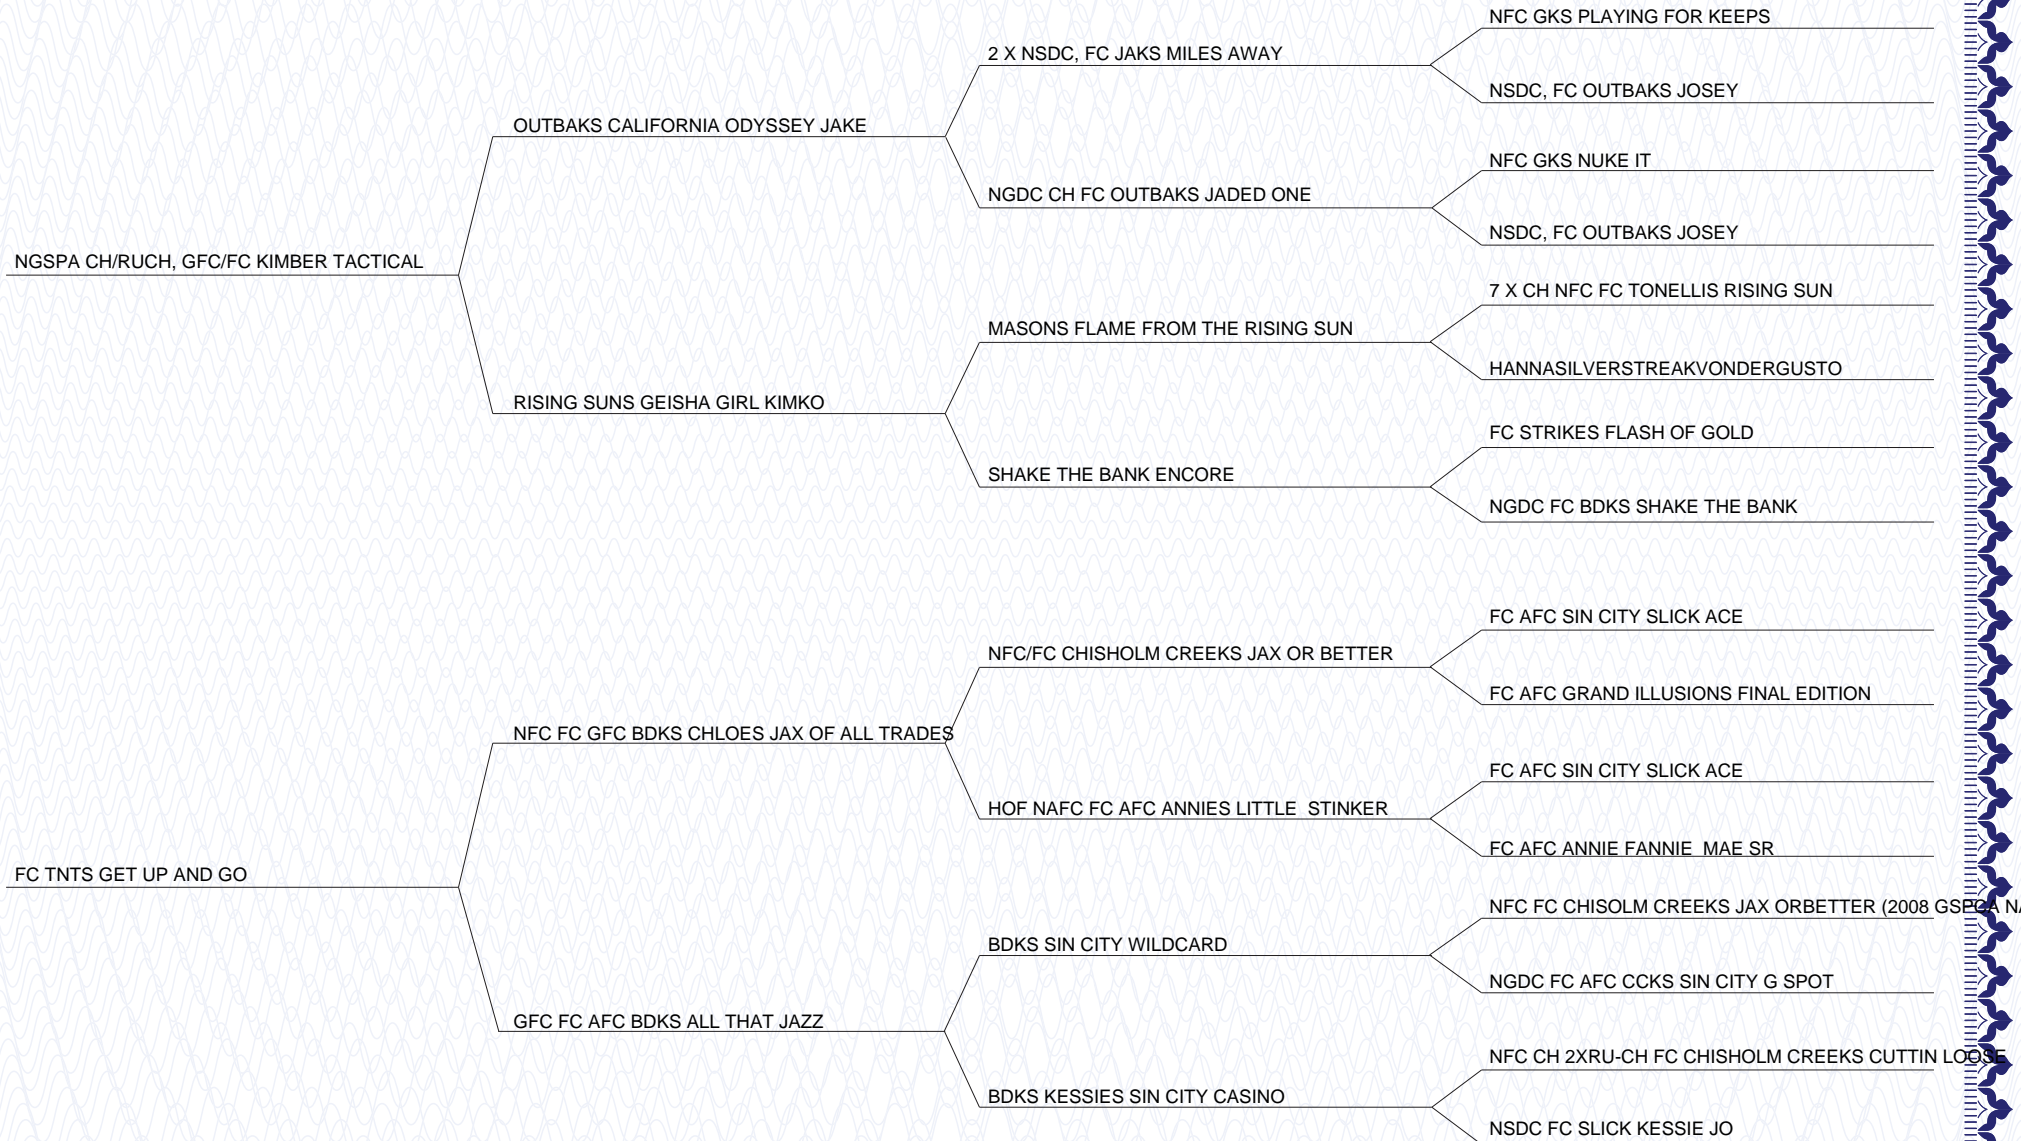 NFC GKS PLAYING FOR KEEPS
2 X NSDC, FC JAKS MILES AWAY
NSDC, FC OUTBAKS JOSEY
OUTBAKS CALIFORNIA ODYSSEY JAKE
NFC GKS NUKE IT
NGDC CH FC OUTBAKS JADED ONE
NSDC, FC OUTBAKS JOSEY
NGSPA CH/RUCH, GFC/FC KIMBER TACTICAL
7 X CH NFC FC TONELLIS RISING SUN
MASONS FLAME FROM THE RISING SUN
HANNASILVERSTREAKVONDERGUSTO
RISING SUNS GEISHA GIRL KIMKO
FC STRIKES FLASH OF GOLD
SHAKE THE BANK ENCORE
NGDC FC BDKS SHAKE THE BANK
FC AFC SIN CITY SLICK ACE
NFC/FC CHISHOLM CREEKS JAX OR BETTER
FC AFC GRAND ILLUSIONS FINAL EDITION
NFC FC GFC BDKS CHLOES JAX OF ALL TRADES
FC AFC SIN CITY SLICK ACE
HOF NAFC FC AFC ANNIES LITTLE  STINKER
FC AFC ANNIE FANNIE  MAE SR
FC TNTS GET UP AND GO
NFC FC CHISOLM CREEKS JAX ORBETTER (2008 GSPCA
BDKS SIN CITY WILDCARD
NGDC FC AFC CCKS SIN CITY G SPOT
GFC FC AFC BDKS ALL THAT JAZZ
NFC CH 2XRU-CH FC CHISHOLM CREEKS CUTTIN LOOSE
BDKS KESSIES SIN CITY CASINO
NSDC FC SLICK KESSIE JO